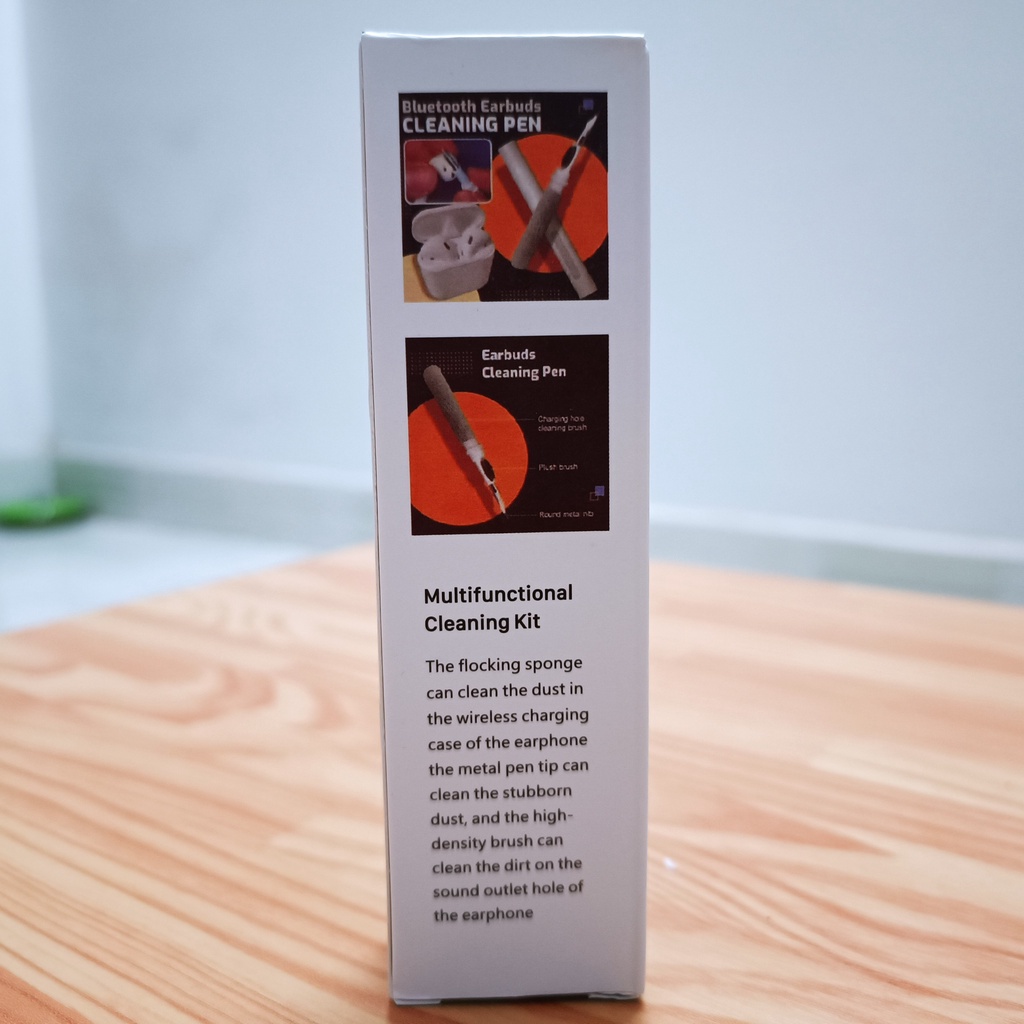 Bluetooth Earbuds
CLEANING PEN
Earbuds
Cleaning Pen
Charging hole
cleaning brush
Plush brush
Round metal nib
Multifunctional
Cleaning Kit
The flocking sponge
can clean the dust in
the wireless charging
case of the earphone
the metal pen tip can
clean the stubborn
dust, and the high-
density brush can
clean the dirt on the
sound outlet hole of
the earphone